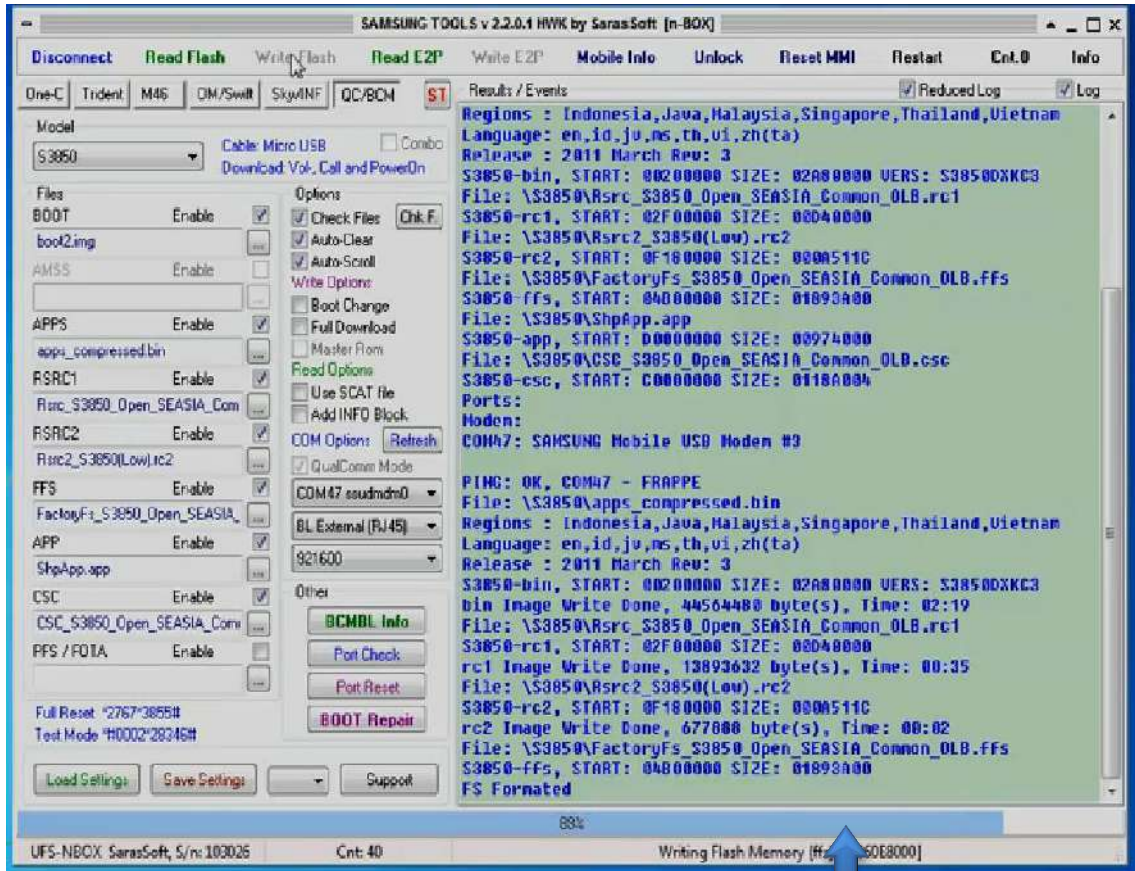 SAMSUNG TOOLS v 2.2.0.1 HWK by SarasSoft [n-BOX]
Disconnect Read Flash Write Flash Read E2P Write E2P Mobile Info Unlock Reset MMI Restart Cnt.0 Info
One-C Trident M46 OM/Swift Sky/INF QC/BCM ST
Results / Events Reduced Log Log
Model
S3850
Cable: Micro USB Combo
Download: Vol-, Call and PowerOn
Files
BOOT Enable
boot2.img
AMSS Enable
APPS Enable
apps_compressed.bin
RSRC1 Enable
Rsrc_S3850_Open_SEASIA_Com
RSRC2 Enable
Rsrc2_S3850(Low).rc2
FFS Enable
FactoryFs_S3850_Open_SEASIA_
APP Enable
ShpApp.app
CSC Enable
CSC_S3850_Open_SEASIA_Com
PFS / FOTA Enable
Full Reset *2767*3855#
Test Mode *#0002*28346#
Load Settings Save Settings Support
Options
Check Files Chk F.
Auto-Clear
Auto-Scroll
Write Options
Boot Change
Full Download
Master Rom
Read Options
Use SCAT file
Add INFO Block
COM Options Refresh
QualComm Mode
COM47 ssudmdm0
BL External (RJ45)
921600
Other
BCMBL Info
Port Check
Port Reset
BOOT Repair
Regions : Indonesia,Java,Malaysia,Singapore,Thailand,Vietnam
Language: en,id,jv,ms,th,vi,zh(ta)
Release : 2011 March Rev: 3
S3850-bin, START: 00200000 SIZE: 02A80000 VERS: S3850DXKC3
File: \S3850\Rsrc_S3850_Open_SEASIA_Common_OLB.rc1
S3850-rc1, START: 02F00000 SIZE: 00D40000
File: \S3850\Rsrc2_S3850(Low).rc2
S3850-rc2, START: 0F180000 SIZE: 000A511C
File: \S3850\FactoryFs_S3850_Open_SEASIA_Common_OLB.ffs
S3850-ffs, START: 04B00000 SIZE: 01893A00
File: \S3850\ShpApp.app
S3850-app, START: D0000000 SIZE: 00974000
File: \S3850\CSC_S3850_Open_SEASIA_Common_OLB.csc
S3850-csc, START: C0000000 SIZE: 0118A004
Ports:
Modem:
COM47: SAMSUNG Mobile USB Modem #3
PING: OK, COM47 - FRAPPE
File: \S3850\apps_compressed.bin
Regions : Indonesia,Java,Malaysia,Singapore,Thailand,Vietnam
Language: en,id,jv,ms,th,vi,zh(ta)
Release : 2011 March Rev: 3
S3850-bin, START: 00200000 SIZE: 02A80000 VERS: S3850DXKC3
bin Image Write Done, 44564480 byte(s), Time: 02:19
File: \S3850\Rsrc_S3850_Open_SEASIA_Common_OLB.rc1
S3850-rc1, START: 02F00000 SIZE: 00D40000
rc1 Image Write Done, 13893632 byte(s), Time: 00:35
File: \S3850\Rsrc2_S3850(Low).rc2
S3850-rc2, START: 0F180000 SIZE: 000A511C
rc2 Image Write Done, 677088 byte(s), Time: 00:02
File: \S3850\FactoryFs_S3850_Open_SEASIA_Common_OLB.ffs
S3850-ffs, START: 04B00000 SIZE: 01893A00
FS Formated
88%
UFS-NBOX SarasSoft, S/n: 103026 Cnt: 40 Writing Flash Memory 60E8000]